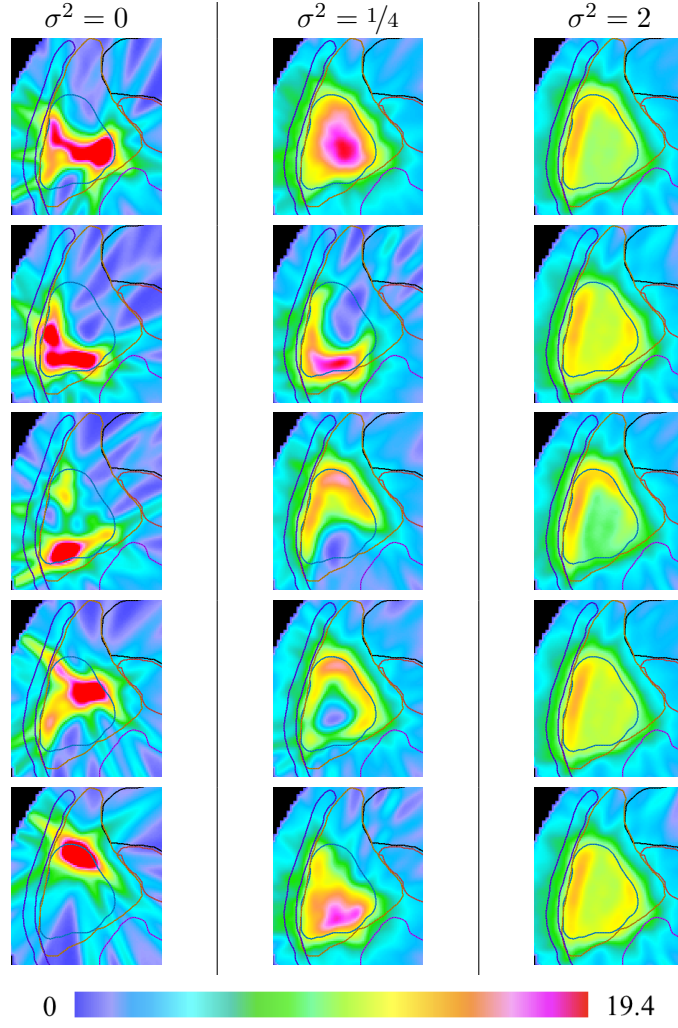 σ² = 0 σ² = 1/4 σ² = 2
0 19.4